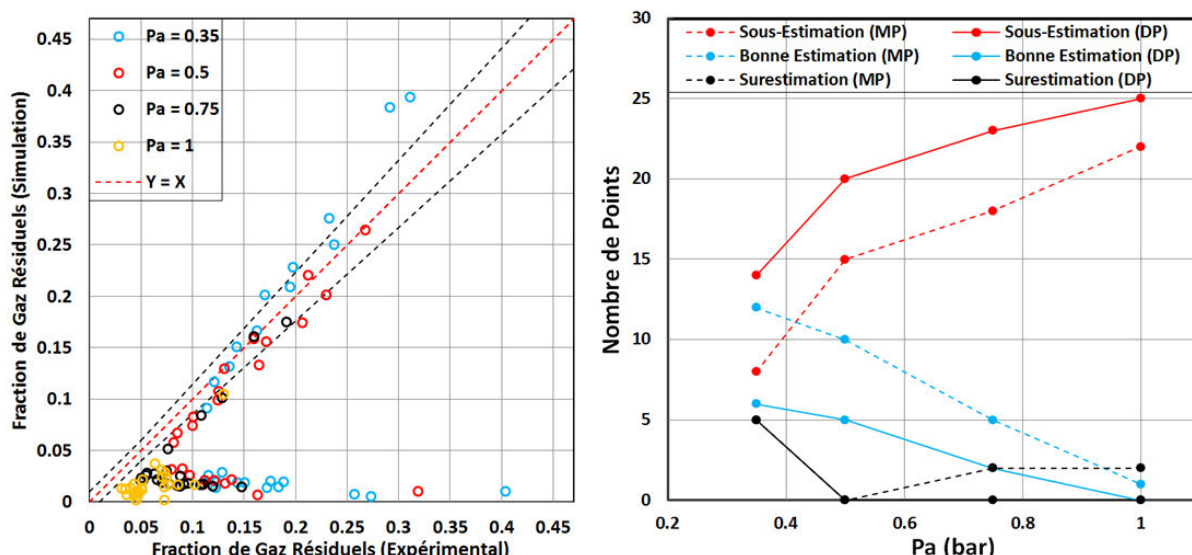 Fraction de Gaz Résiduels (Simulation)
0.45
0.4
0.35
0.3
0.25
0.2
0.15
0.1
0.05
0
Pa = 0.35
Pa = 0.5
Pa = 0.75
Pa = 1
Y = X
0 0.05 0.1 0.15 0.2 0.25 0.3 0.35 0.4 0.45
Fraction de Gaz Résiduels (Expérimental)
Nombre de Points
30
25
20
15
10
5
0
Sous-Estimation (MP) Sous-Estimation (DP)
Bonne Estimation (MP) Bonne Estimation (DP)
Surestimation (MP) Surestimation (DP)
0.2 0.4 0.6 0.8 1
Pa (bar)